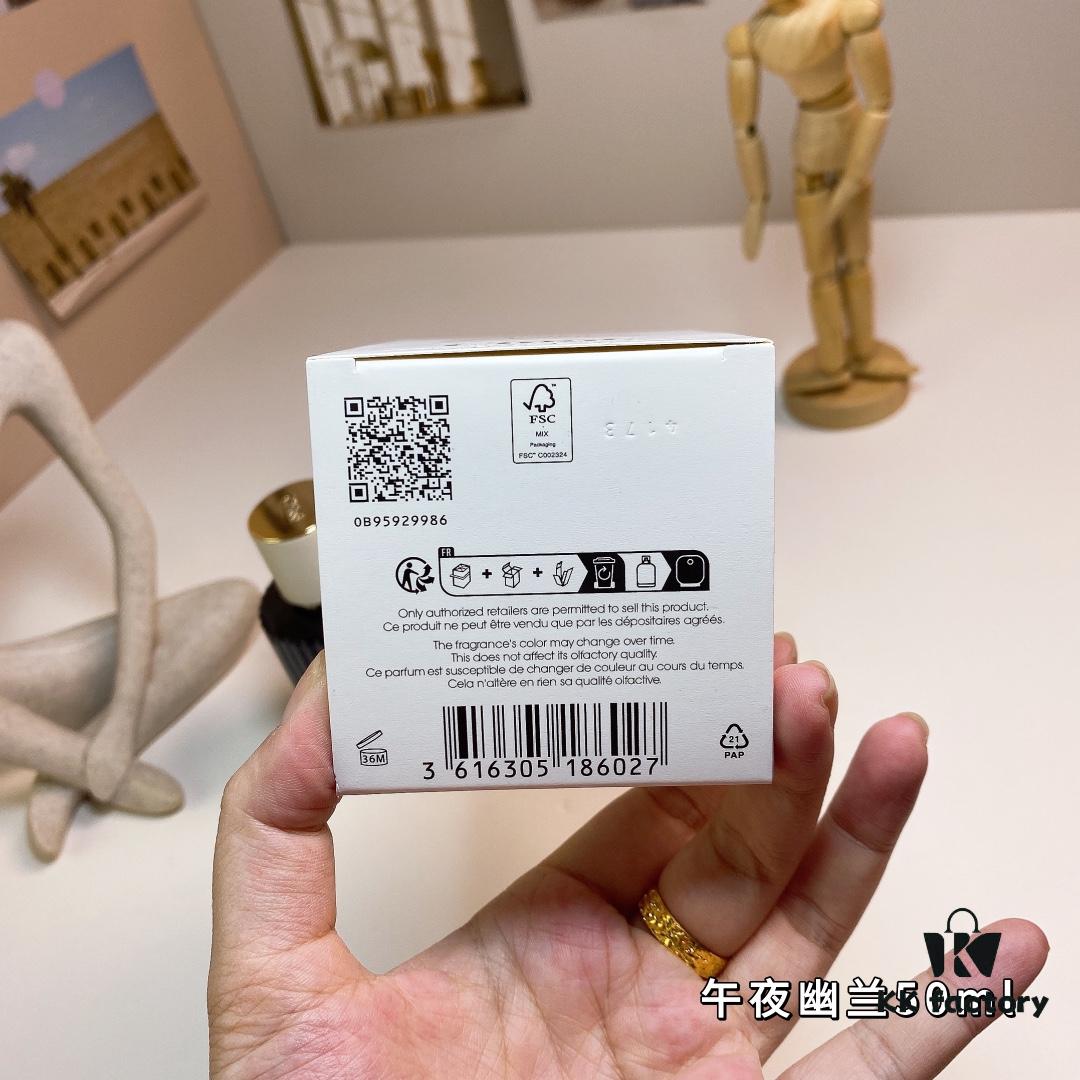 FSC
MIX
Packaging
FSC™ C002324
4173
0B95929986
FR
Only authorized retailers are permitted to sell this product.
Ce produit ne peut être vendu que par les dépositaires agréés.
The fragrance's color may change over time.
This does not affect its olfactory quality.
Ce parfum est susceptible de changer de couleur au cours du temps.
Cela n'altère en rien sa qualité olfactive.
36M
3 616305 186027
21
PAP
午夜幽兰50ml
KK factory